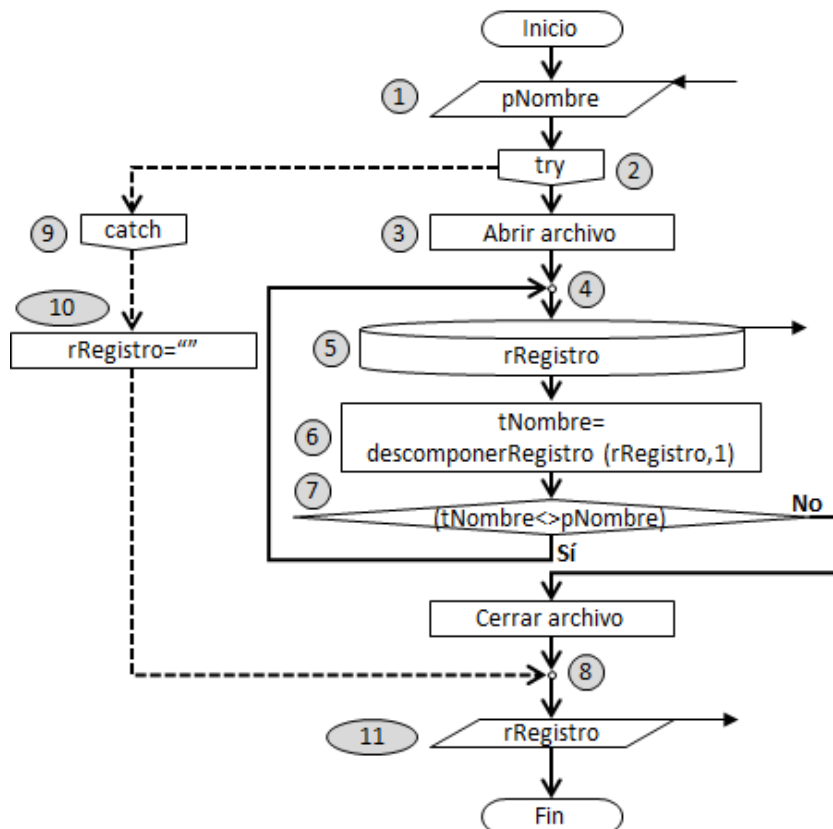 Inicio
1
pNombre
try
2
9
catch
3
Abrir archivo
4
10
rRegistro=“”
5
rRegistro
6
tNombre=
descomponerRegistro (rRegistro,1)
7
(tNombre<>pNombre)
No
Sí
Cerrar archivo
8
11
rRegistro
Fin